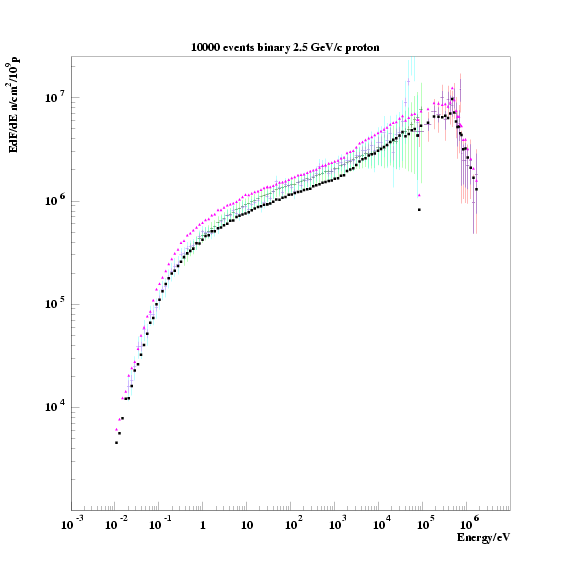 10000 events binary 2.5 GeV/c proton
EdF/dE n/cm²/10⁹p
10⁷
10⁶
10⁵
10⁴
10⁻³ 10⁻² 10⁻¹ 1 10 10² 10³ 10⁴ 10⁵ 10⁶
Energy/eV